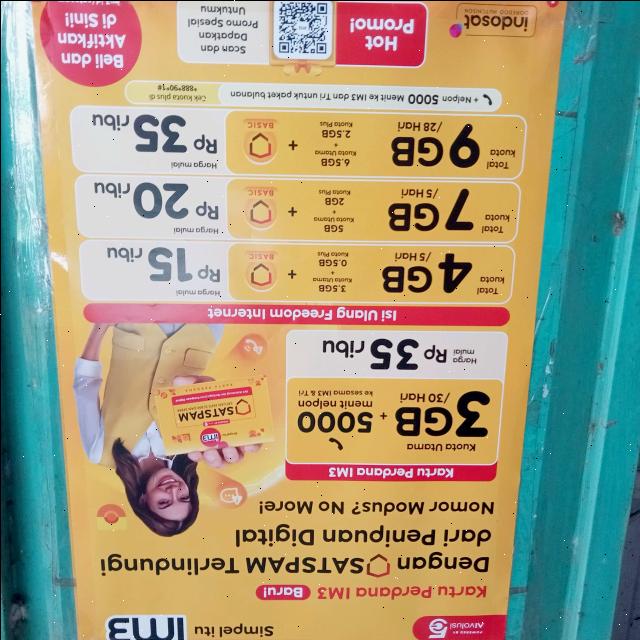 POWERED BY AIvolusi5G
Simpel itu IM3
Kartu Perdana IM3 Baru!
Dengan SATSPAM Terlindungi
dari Penipuan Digital
Nomor Modus? No More!
Kartu Perdana IM3
Kuota Utama
3GB
/30 Hari
+
5000
menit nelpon
ke sesama IM3 & Tri
Harga mulai
Rp 35 ribu
IM3
SATSPAM
KARTU PERDANA
Isi Ulang Freedom Internet
Total kuota
4GB
/5 Hari
3.5GB
Kuota Utama
+
0.5GB
Kuota Plus
+
BASIC
Harga mulai
Rp 15 ribu
Total kuota
7GB
/5 Hari
5GB
Kuota Utama
+
2GB
Kuota Plus
+
BASIC
Harga mulai
Rp 20 ribu
Total kuota
9GB
/28 Hari
6.5GB
Kuota Utama
+
2.5GB
Kuota Plus
+
BASIC
Harga mulai
Rp 35 ribu
+ Nelpon 5000 Menit ke IM3 dan Tri untuk paket bulanan
Cek kuota plus di
*888*90*1#
indosat
OOREDOO HUTCHISON
Hot
Promo!
Scan dan
Dapatkan
Promo Spesial
Untukmu
Beli dan
Aktifkan
di Sini!